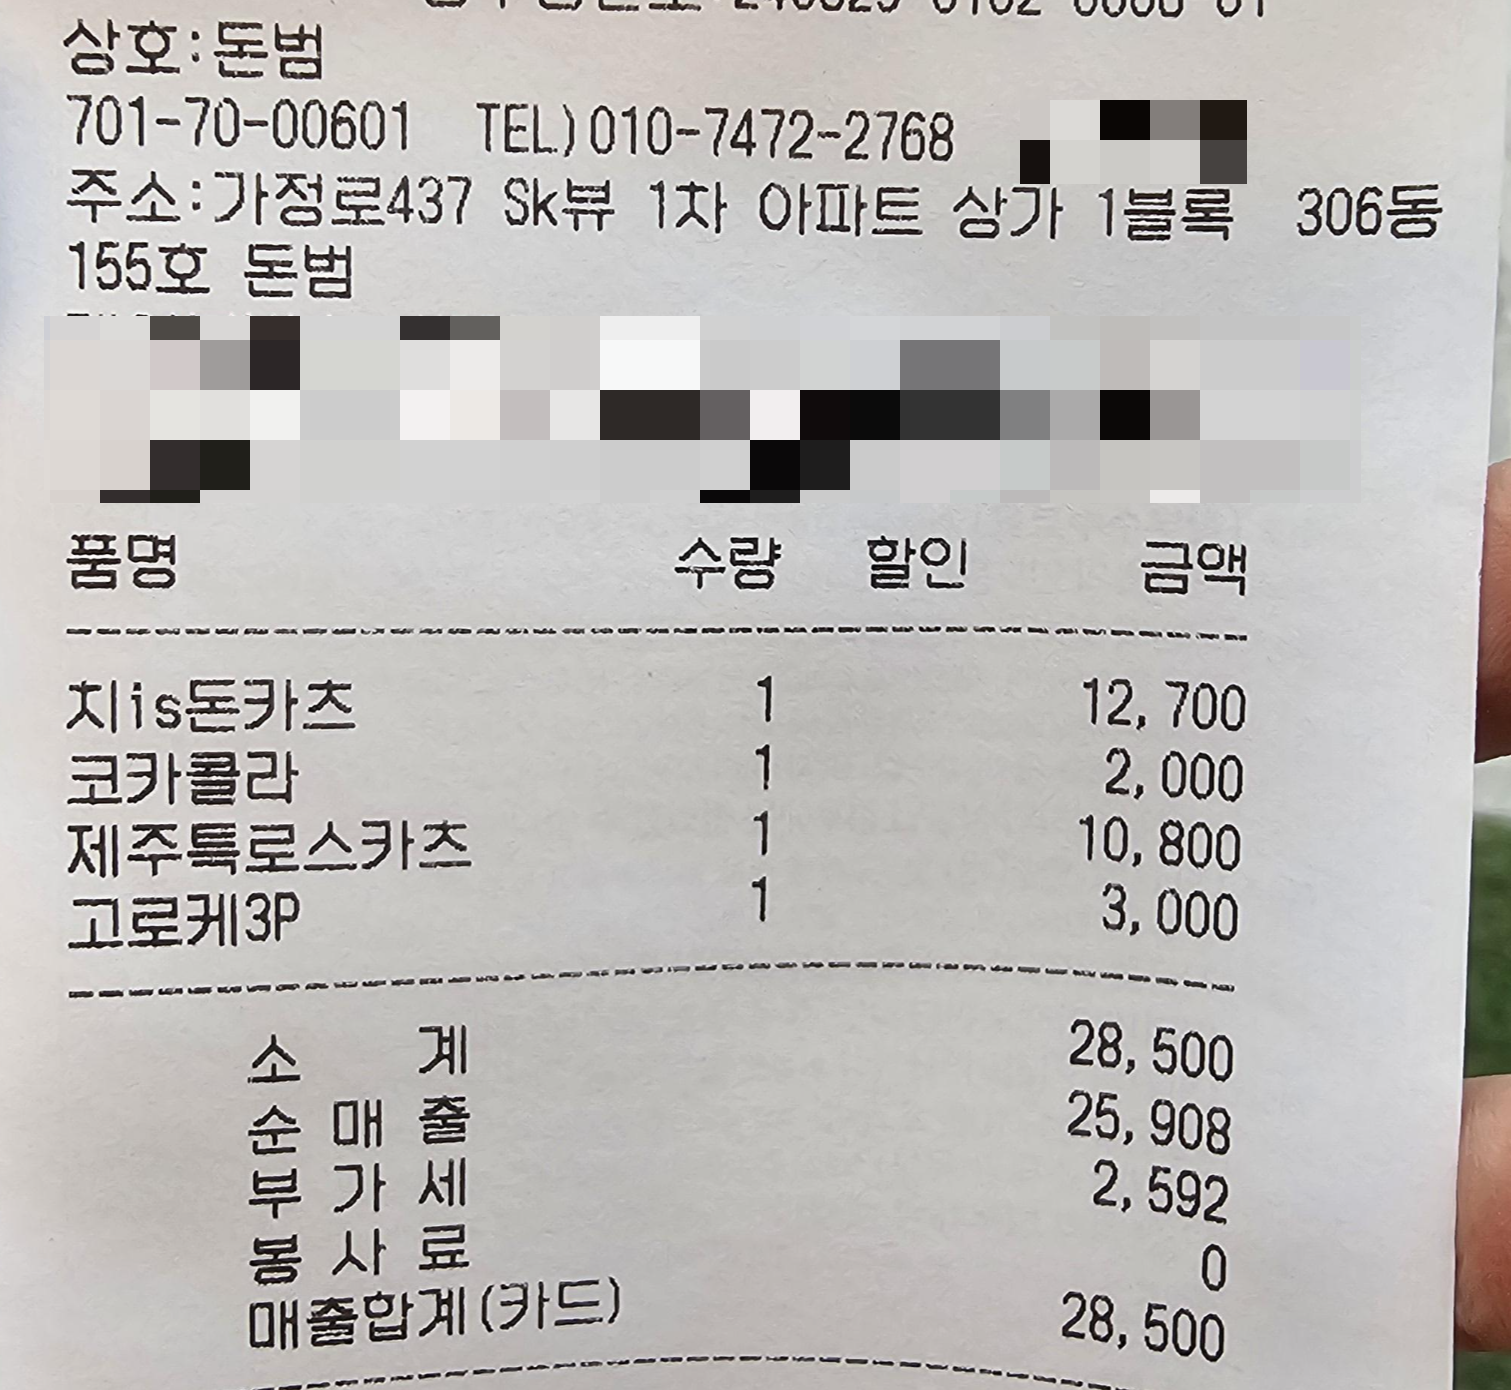 상호:돈범
701-70-00601 TEL)010-7472-2768
주소:가정로437 Sk뷰 1차 아파트 상가 1블록 306동
155호 돈범
품명 수량 할인 금액
치is돈카츠 1 12,700
코카콜라 1 2,000
제주특로스카츠 1 10,800
고로케3P 1 3,000
소 계 28,500
순 매 출 25,908
부 가 세 2,592
봉 사 료 0
매출합계(카드) 28,500